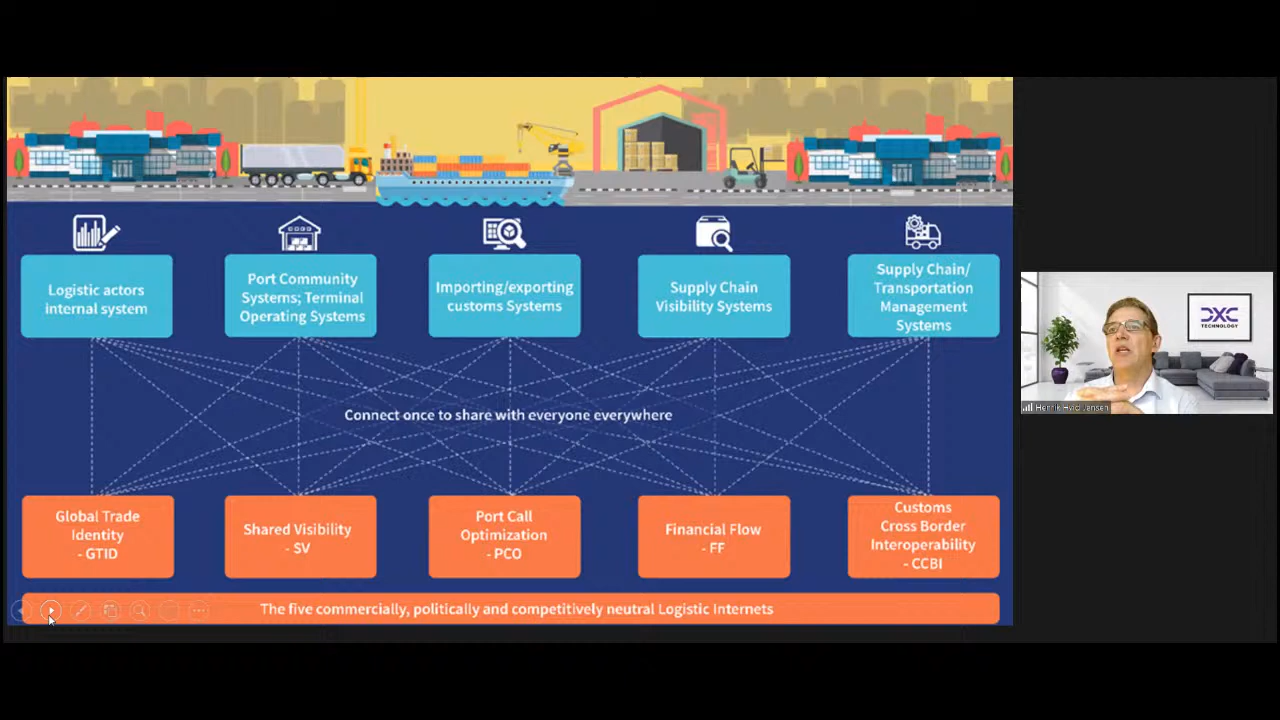 Logistic actors
internal system
Port Community
Systems; Terminal
Operating Systems
Importing/exporting
customs Systems
Supply Chain
Visibility Systems
Supply Chain/
Transportation
Management
Systems
Connect once to share with everyone everywhere
Global Trade
Identity
- GTID
Shared Visibility
- SV
Port Call
Optimization
- PCO
Financial Flow
- FF
Customs
Cross Border
Interoperability
- CCBI
The five commercially, politically and competitively neutral Logistic Internets
DXC
TECHNOLOGY
Henrik Hvid Jensen